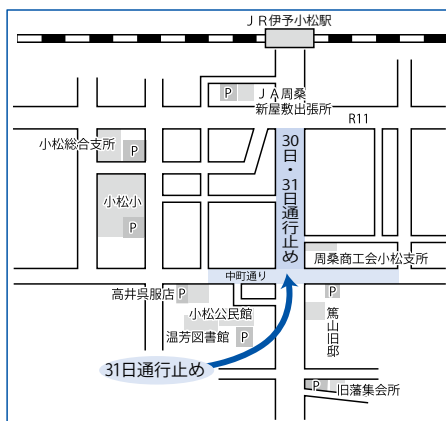 ＪＲ伊予小松駅
Ｐ
ＪＡ周桑
新屋敷出張所
R11
小松総合支所
Ｐ
30日・31日通行止め
小松小
Ｐ
周桑商工会小松支所
中町通り
高井呉服店
Ｐ
Ｐ
小松公民館
篤山旧邸
温芳図書館
Ｐ
31日通行止め
Ｐ
旧藩集会所